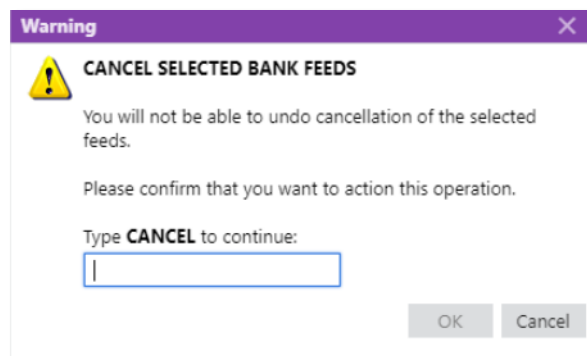 Warning
CANCEL SELECTED BANK FEEDS
You will not be able to undo cancellation of the selected
feeds.
Please confirm that you want to action this operation.
Type CANCEL to continue:
OK Cancel